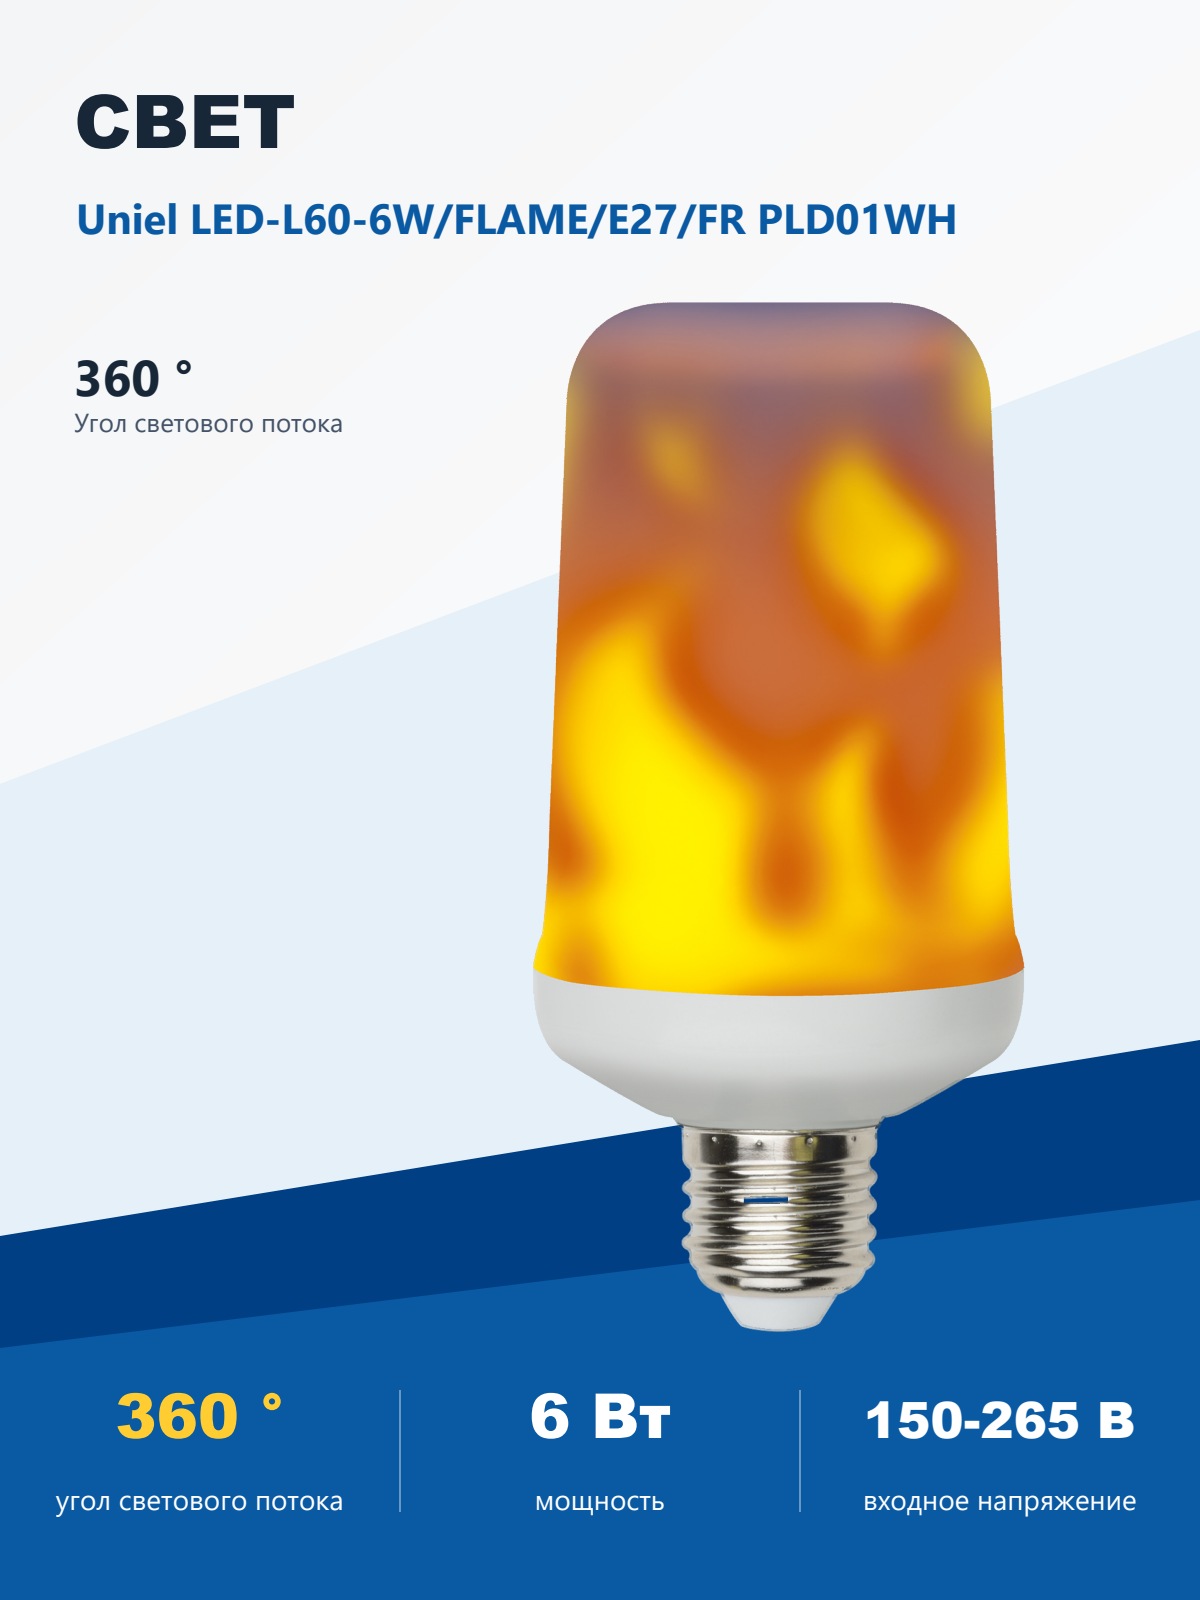 СВЕТ
Uniel LED-L60-6W/FLAME/E27/FR PLD01WH
360 °
Угол светового потока
360 °
угол светового потока
6 Вт
мощность
150-265 В
входное напряжение